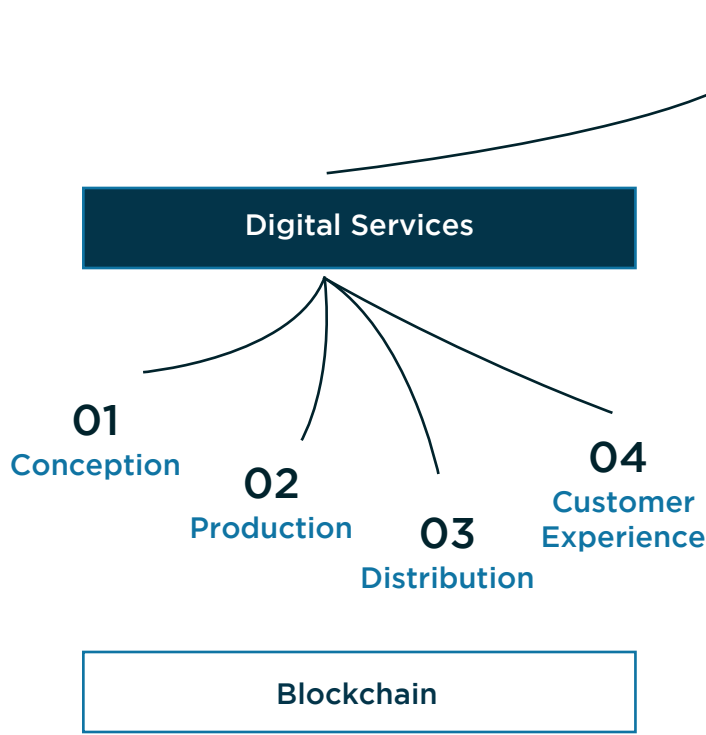 Digital Services
01
Conception
02
Production
03
Distribution
04
Customer
Experience
Blockchain